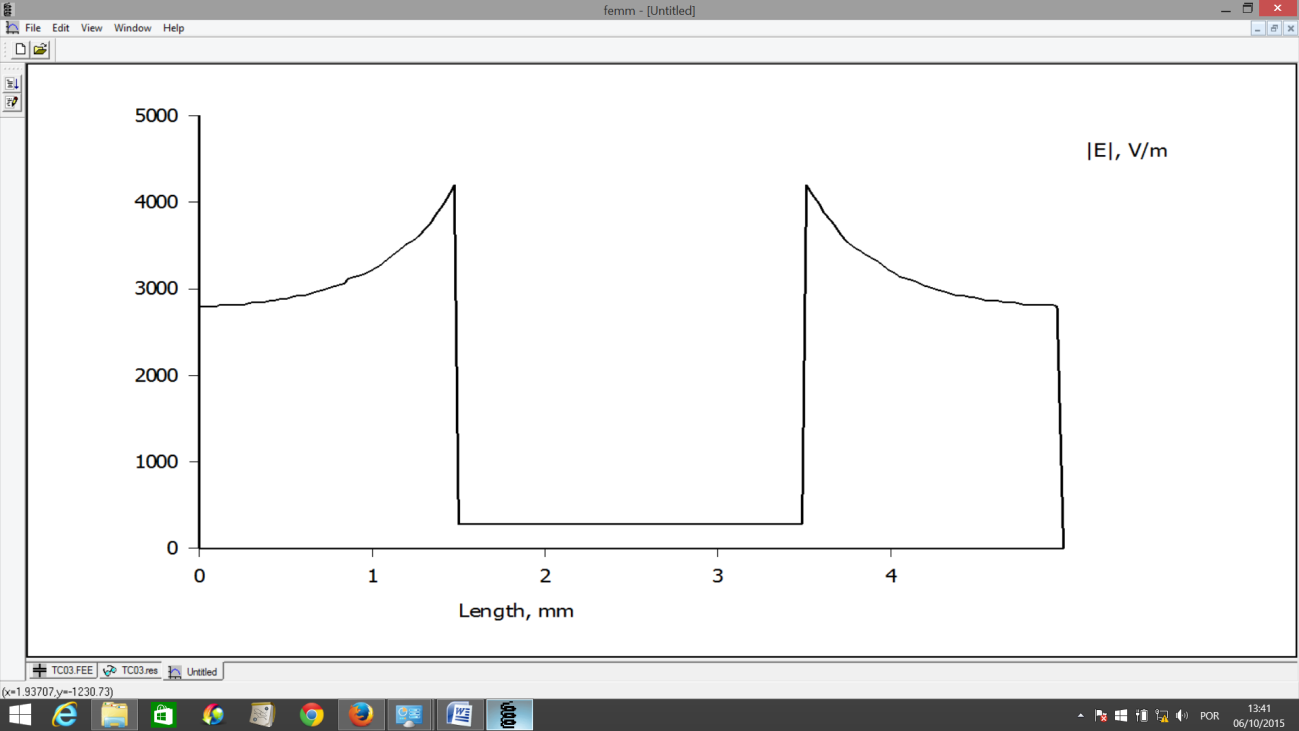 femm - [Untitled]
File Edit View Window Help
5000
|E|, V/m
4000
3000
2000
1000
0
0 1 2 3 4
Length, mm
TC03.FEE TC03.res Untitled
(x=1.93707,y=-1230.73)
POR
13:41
06/10/2015